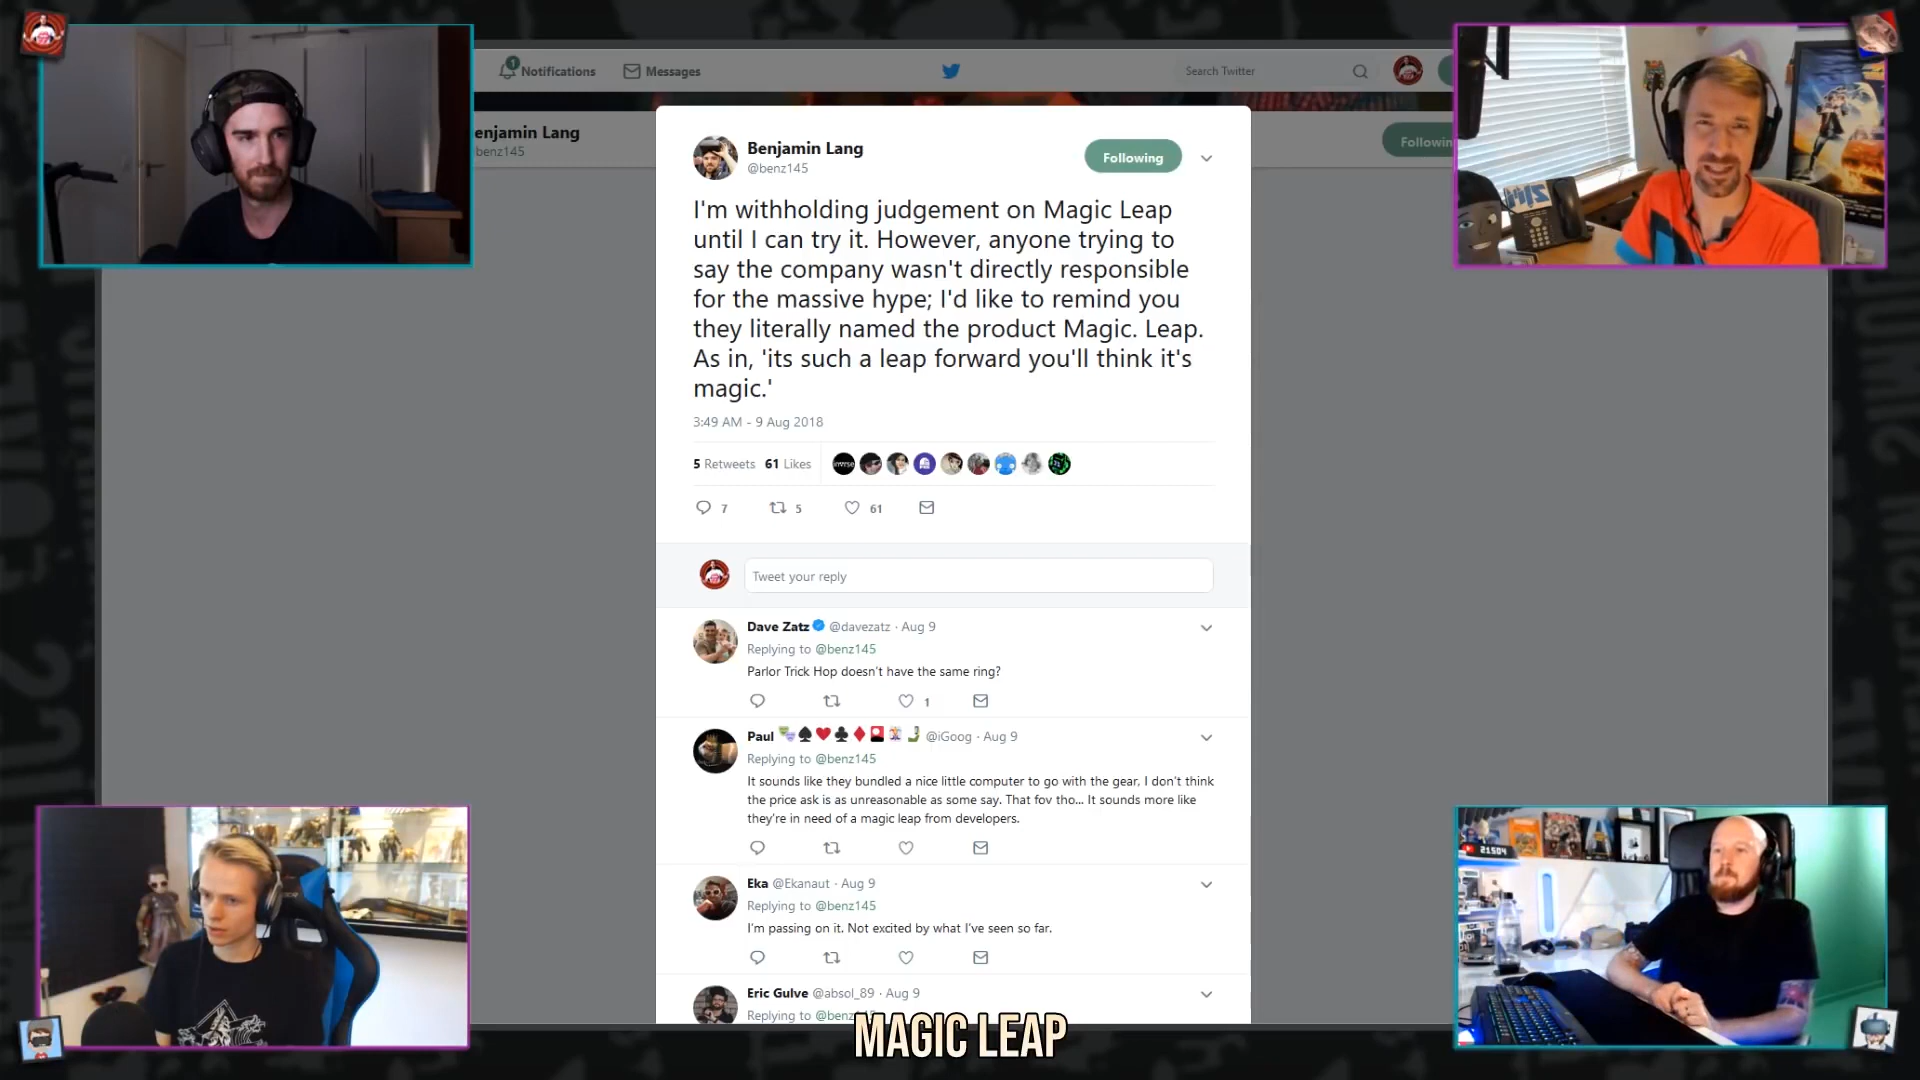 1
Notifications
Messages
Search Twitter
enjamin Lang
benz145
Followin
Benjamin Lang
@benz145
Following
I'm withholding judgement on Magic Leap
until I can try it. However, anyone trying to
say the company wasn't directly responsible
for the massive hype; I'd like to remind you
they literally named the product Magic. Leap.
As in, 'its such a leap forward you'll think it's
magic.'
3:49 AM - 9 Aug 2018
5 Retweets 61 Likes
7 5 61
Tweet your reply
Dave Zatz @davezatz · Aug 9
Replying to @benz145
Parlor Trick Hop doesn't have the same ring?
1
Paul @iGoog · Aug 9
Replying to @benz145
It sounds like they bundled a nice little computer to go with the gear, I don't think
the price ask is as unreasonable as some say. That fov tho... It sounds more like
they're in need of a magic leap from developers.
Eka @Ekanaut · Aug 9
Replying to @benz145
I'm passing on it. Not excited by what I've seen so far.
Eric Gulve @absol_89 · Aug 9
Replying to @benz
MAGIC LEAP
21504